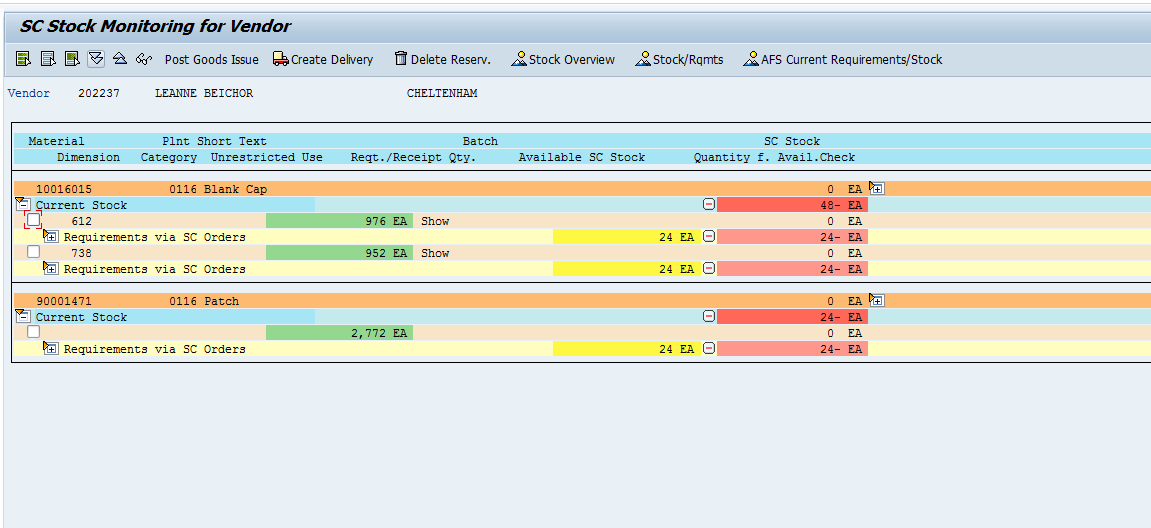 SC Stock Monitoring for Vendor
Post Goods Issue Create Delivery Delete Reserv. Stock Overview Stock/Rqmts AFS Current Requirements/Stock
Vendor 202237 LEANNE BEICHOR CHELTENHAM
Material Plnt Short Text Batch SC Stock
Dimension Category Unrestricted Use Reqt./Receipt Qty. Available SC Stock Quantity f. Avail.Check
10016015 0116 Blank Cap 0 EA
Current Stock 48- EA
612 976 EA Show 0 EA
Requirements via SC Orders 24 EA 24- EA
738 952 EA Show 0 EA
Requirements via SC Orders 24 EA 24- EA
90001471 0116 Patch 0 EA
Current Stock 24- EA
2,772 EA 0 EA
Requirements via SC Orders 24 EA 24- EA